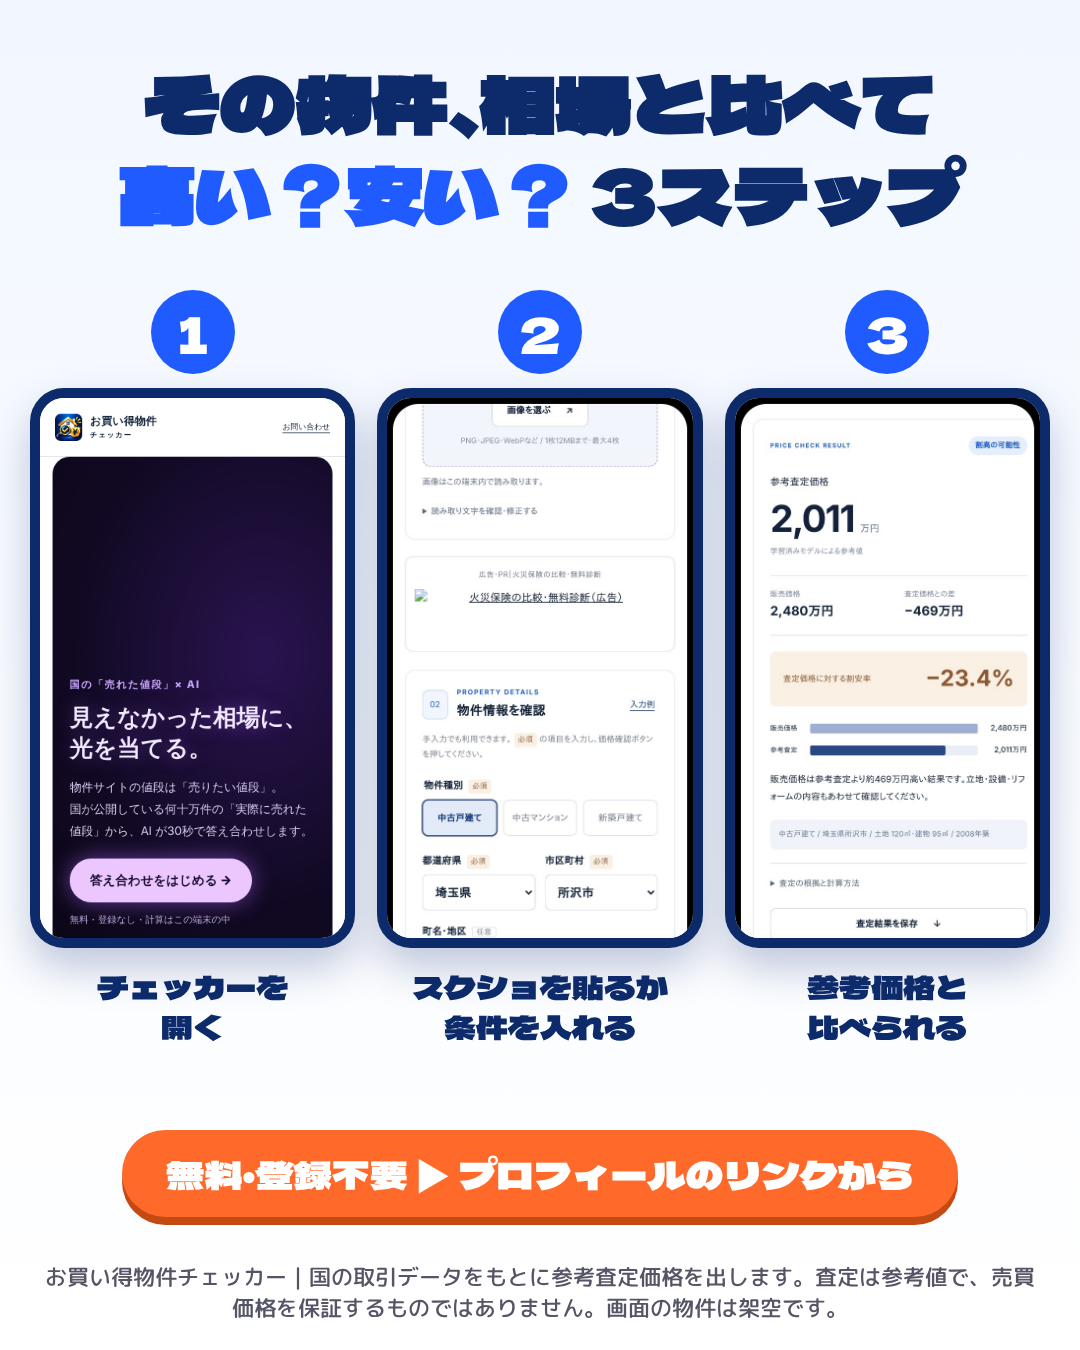 その物件、相場と比べて
高い？安い？ 3ステップ
1
2
3
お買い得物件
チェッカー
お問い合わせ
国の「売れた値段」× AI
見えなかった相場に、
光を当てる。
物件サイトの値段は「売りたい値段」。
国が公開している何十万件の「実際に売れた
値段」から、AI が30秒で答え合わせします。
答え合わせをはじめる →
無料・登録なし・計算はこの端末の中
画像を選ぶ ↗
PNG・JPEG・WebPなど / 1枚12MBまで・最大4枚
画像はこの端末内で読み取ります。
▶ 読み取り文字を確認・修正する
広告・PR | 火災保険の比較・無料診断
火災保険の比較・無料診断（広告）
02
PROPERTY DETAILS
物件情報を確認
入力例
手入力でも利用できます。 必須 の項目を入力し、価格確認ボタン
を押してください。
物件種別 必須
中古戸建て
中古マンション
新築戸建て
都道府県 必須
市区町村 必須
埼玉県
所沢市
町名・地区 任意
PRICE CHECK RESULT
割高の可能性
参考査定価格
2,011 万円
学習済みモデルによる参考値
販売価格
査定価格との差
2,480万円
−469万円
査定価格に対する割安率
−23.4%
販売価格
2,480万円
参考査定
2,011万円
販売価格は参考査定より約469万円高い結果です。立地・設備・リフ
ォームの内容もあわせて確認してください。
中古戸建て / 埼玉県所沢市 / 土地 120㎡・建物 95㎡ / 2008年築
▶ 査定の根拠と計算方法
査定結果を保存 ↓
チェッカーを
開く
スクショを貼るか
条件を入れる
参考価格と
比べられる
無料・登録不要 ▶ プロフィールのリンクから
お買い得物件チェッカー｜国の取引データをもとに参考査定価格を出します。査定は参考値で、売買
価格を保証するものではありません。画面の物件は架空です。